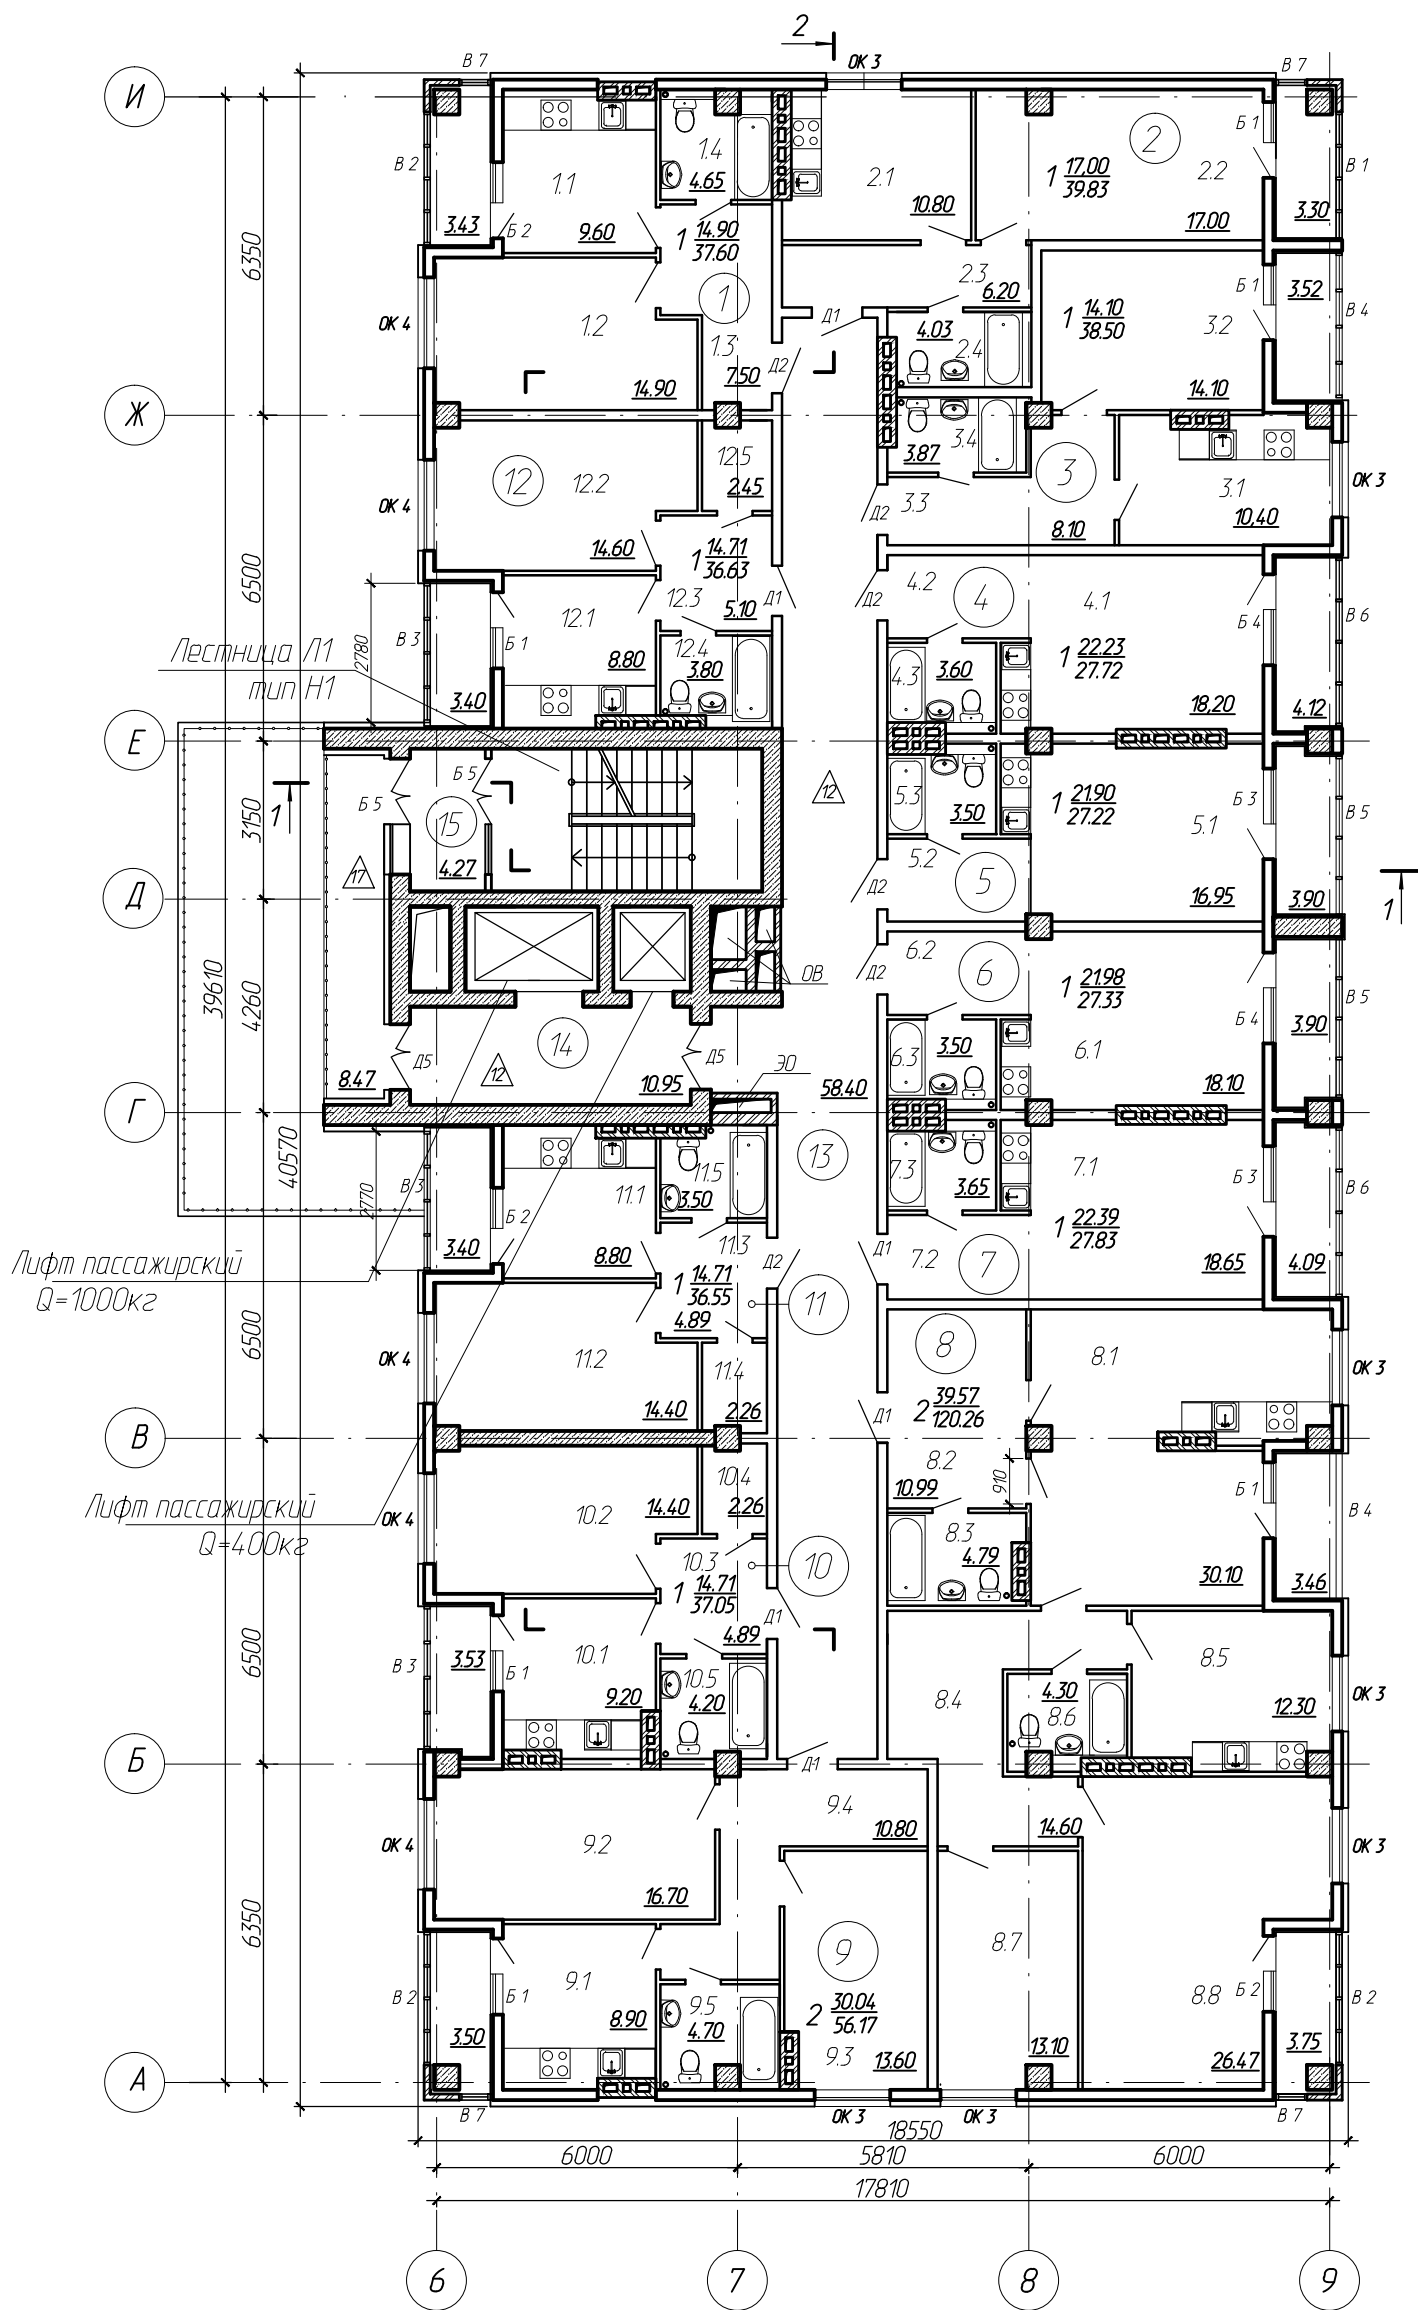 2
ОК 3
В 7
В 7
И
1.4
4.65
2
Б 1
2.2
1 17,00
39.83
В 2
1.1
2.1
В 1
3.43
Б 2
9.60
10.80
17.00
3.30
1 14.90
37.60
6350
1
2.3
6.20
Б 1
3.52
ОК 4
1.2
1.3
Д1
4.03
2.4
1 14.10
38.50
3.2
В 4
14.90
7.50
Д2
14.10
Ж
3.4
3.87
3
12
12.2
12.5
2.45
3.3
Д2
3.1
ОК 3
ОК 4
8.10
10,40
14.60
1 14.71
36.63
6500
4.2
4
4.1
12.1
12.3
5.10
Д1
Д2
Б 4
В 6
В 3
Б 1
2780
Лестница Л1
тип Н1
8.80
12.4
3.80
4.3
3.60
1 22.23
27.72
3.40
18,20
4.12
Е
Б 5
Б 5
12
5.3
3.50
1 21.90
27.22
Б 3
5.1
В 5
1
3150
15
4.27
17
5.2
5
Д2
16,95
3.90
1
Д
6.2
6
Д2
ОВ
1 21.98
27.33
Б 4
В 5
3.90
39610
4260
14
12
Д5
Д5
ЭО
6.3
3.50
6.1
8.47
10.95
58.40
18.10
Г
40570
13
11.5
3.50
11.1
7.3
3.65
7.1
Б 3
В 6
2770
В 3
Б 2
3.40
8.80
11.3
Д2
Д1
7.2
7
1 22.39
27.83
18.65
4.09
Лифт пассажирский
Q=1000кг
1 14.71
36.55
11
6500
4.89
8
8.1
ОК 3
ОК 4
11.2
11.4
2 39.57
120.26
14.40
2.26
Д1
В
8.2
10.99
910
10.4
Б 1
В 4
Лифт пассажирский
Q=400кг
ОК 4
10.2
14.40
2.26
8.3
4.79
10.3
10
30.10
3.46
1 14.71
37.05
Д1
4.89
6500
В 3
3.53
Б 1
10.1
9.20
10.5
4.20
8.4
4.30
8.6
8.5
12.30
ОК 3
Б
Д1
9.4
10.80
14.60
ОК 4
9.2
ОК 3
16.70
6350
9
8.7
В 2
Б 1
9.1
8.90
9.5
4.70
2 30.04
56.17
8.8
Б 2
В 2
3.50
9.3
13.60
13.10
26.47
3.75
А
В 7
ОК 3
ОК 3
В 7
18550
6000
5810
6000
17810
6
7
8
9